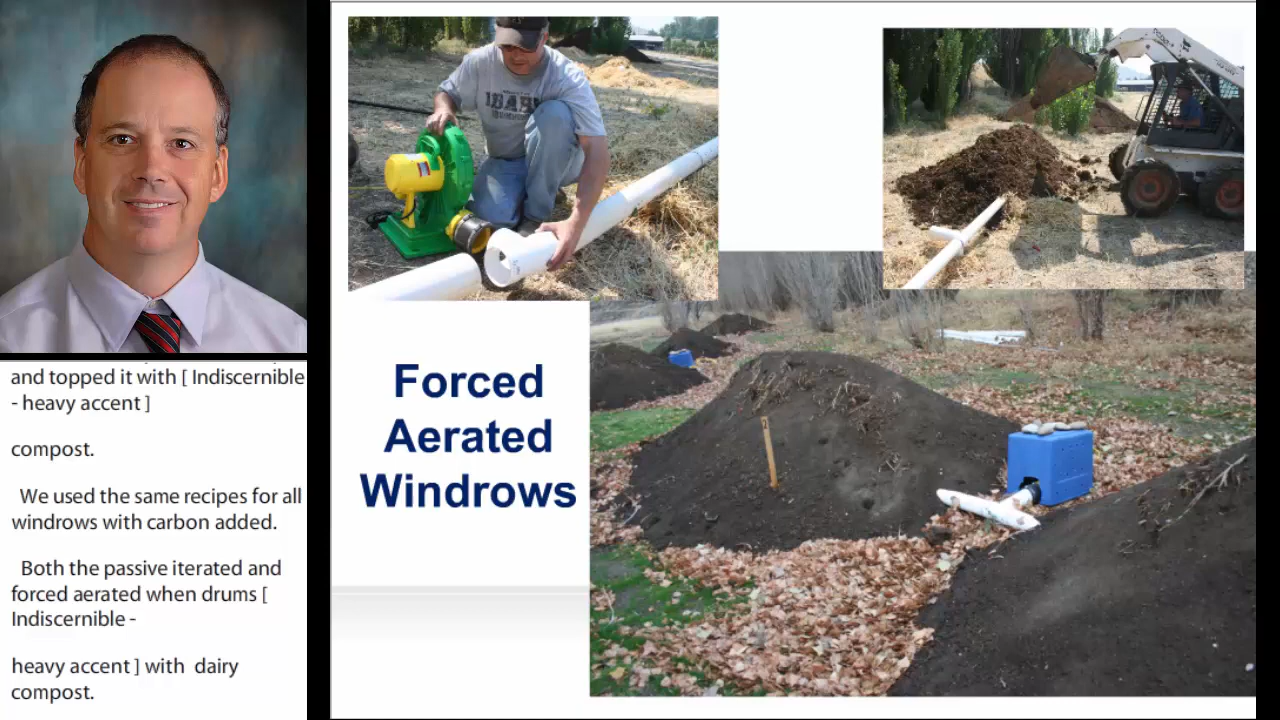 and topped it with [ Indiscernible
- heavy accent ]
compost.
We used the same recipes for all
windrows with carbon added.
Both the passive iterated and
forced aerated when drums [
Indiscernible -
heavy accent ] with dairy
compost.
Forced
Aerated
Windrows